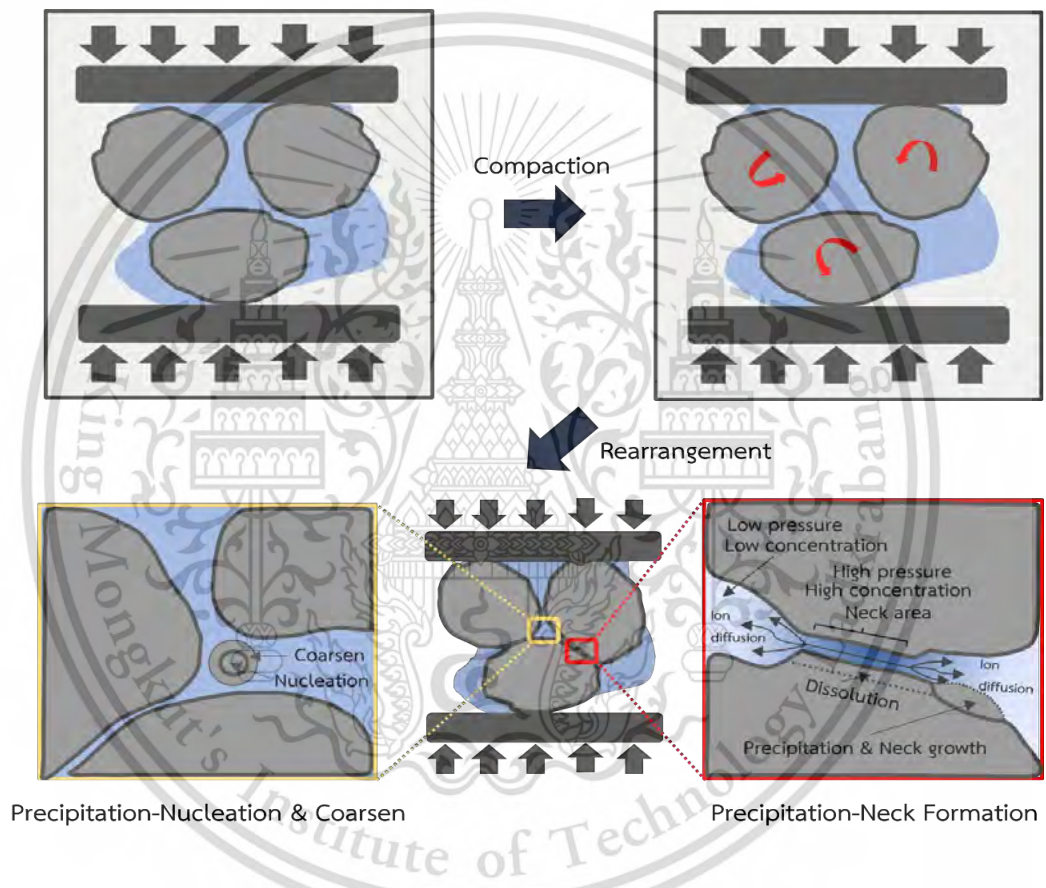 Compaction
Rearrangement
Low pressure
Low concentration
High pressure
High concentration
Neck area
Ion
diffusion
Ion
diffusion
Dissolution
Precipitation & Neck growth
Coarsen
Nucleation
Precipitation-Nucleation & Coarsen
Precipitation-Neck Formation
King Mongkut's Institute of Technology Ladkrabang